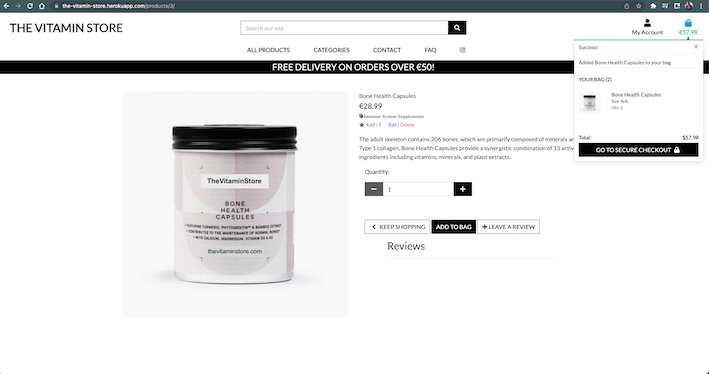 the-vitamin-store.herokuapp.com/products/3/
THE VITAMIN STORE
Search our site
My Account
€57.98
ALL PRODUCTS
CATEGORIES
CONTACT
FAQ
FREE DELIVERY ON ORDERS OVER €50!
Success!
×
Added Bone Health Capsules to your bag
YOUR BAG (2)
Bone Health Capsules
Size: N/A
Qty: 2
Total:
$57.98
GO TO SECURE CHECKOUT
TheVitaminStore
BONE
HEALTH
CAPSULES
• FEATURING TURMERIC, PHYTODROITIN™ & BAMBOO EXTRACT
• CONTRIBUTES TO THE MAINTENANCE OF NORMAL BONES
• WITH CALCIUM, MAGNESIUM, VITAMIN D3 & K2
thevitaminstore.com
Bone Health Capsules
€28.99
Immune System Supplements
4.60 / 5 Edit | Delete
The adult skeleton contains 206 bones, which are primarily composed of minerals an
Type 1 collagen, Bone Health Capsules provide a synergistic combination of 13 activ
ingredients including vitamins, minerals, and plant extracts.
Quantity:
1
KEEP SHOPPING
ADD TO BAG
LEAVE A REVIEW
Reviews